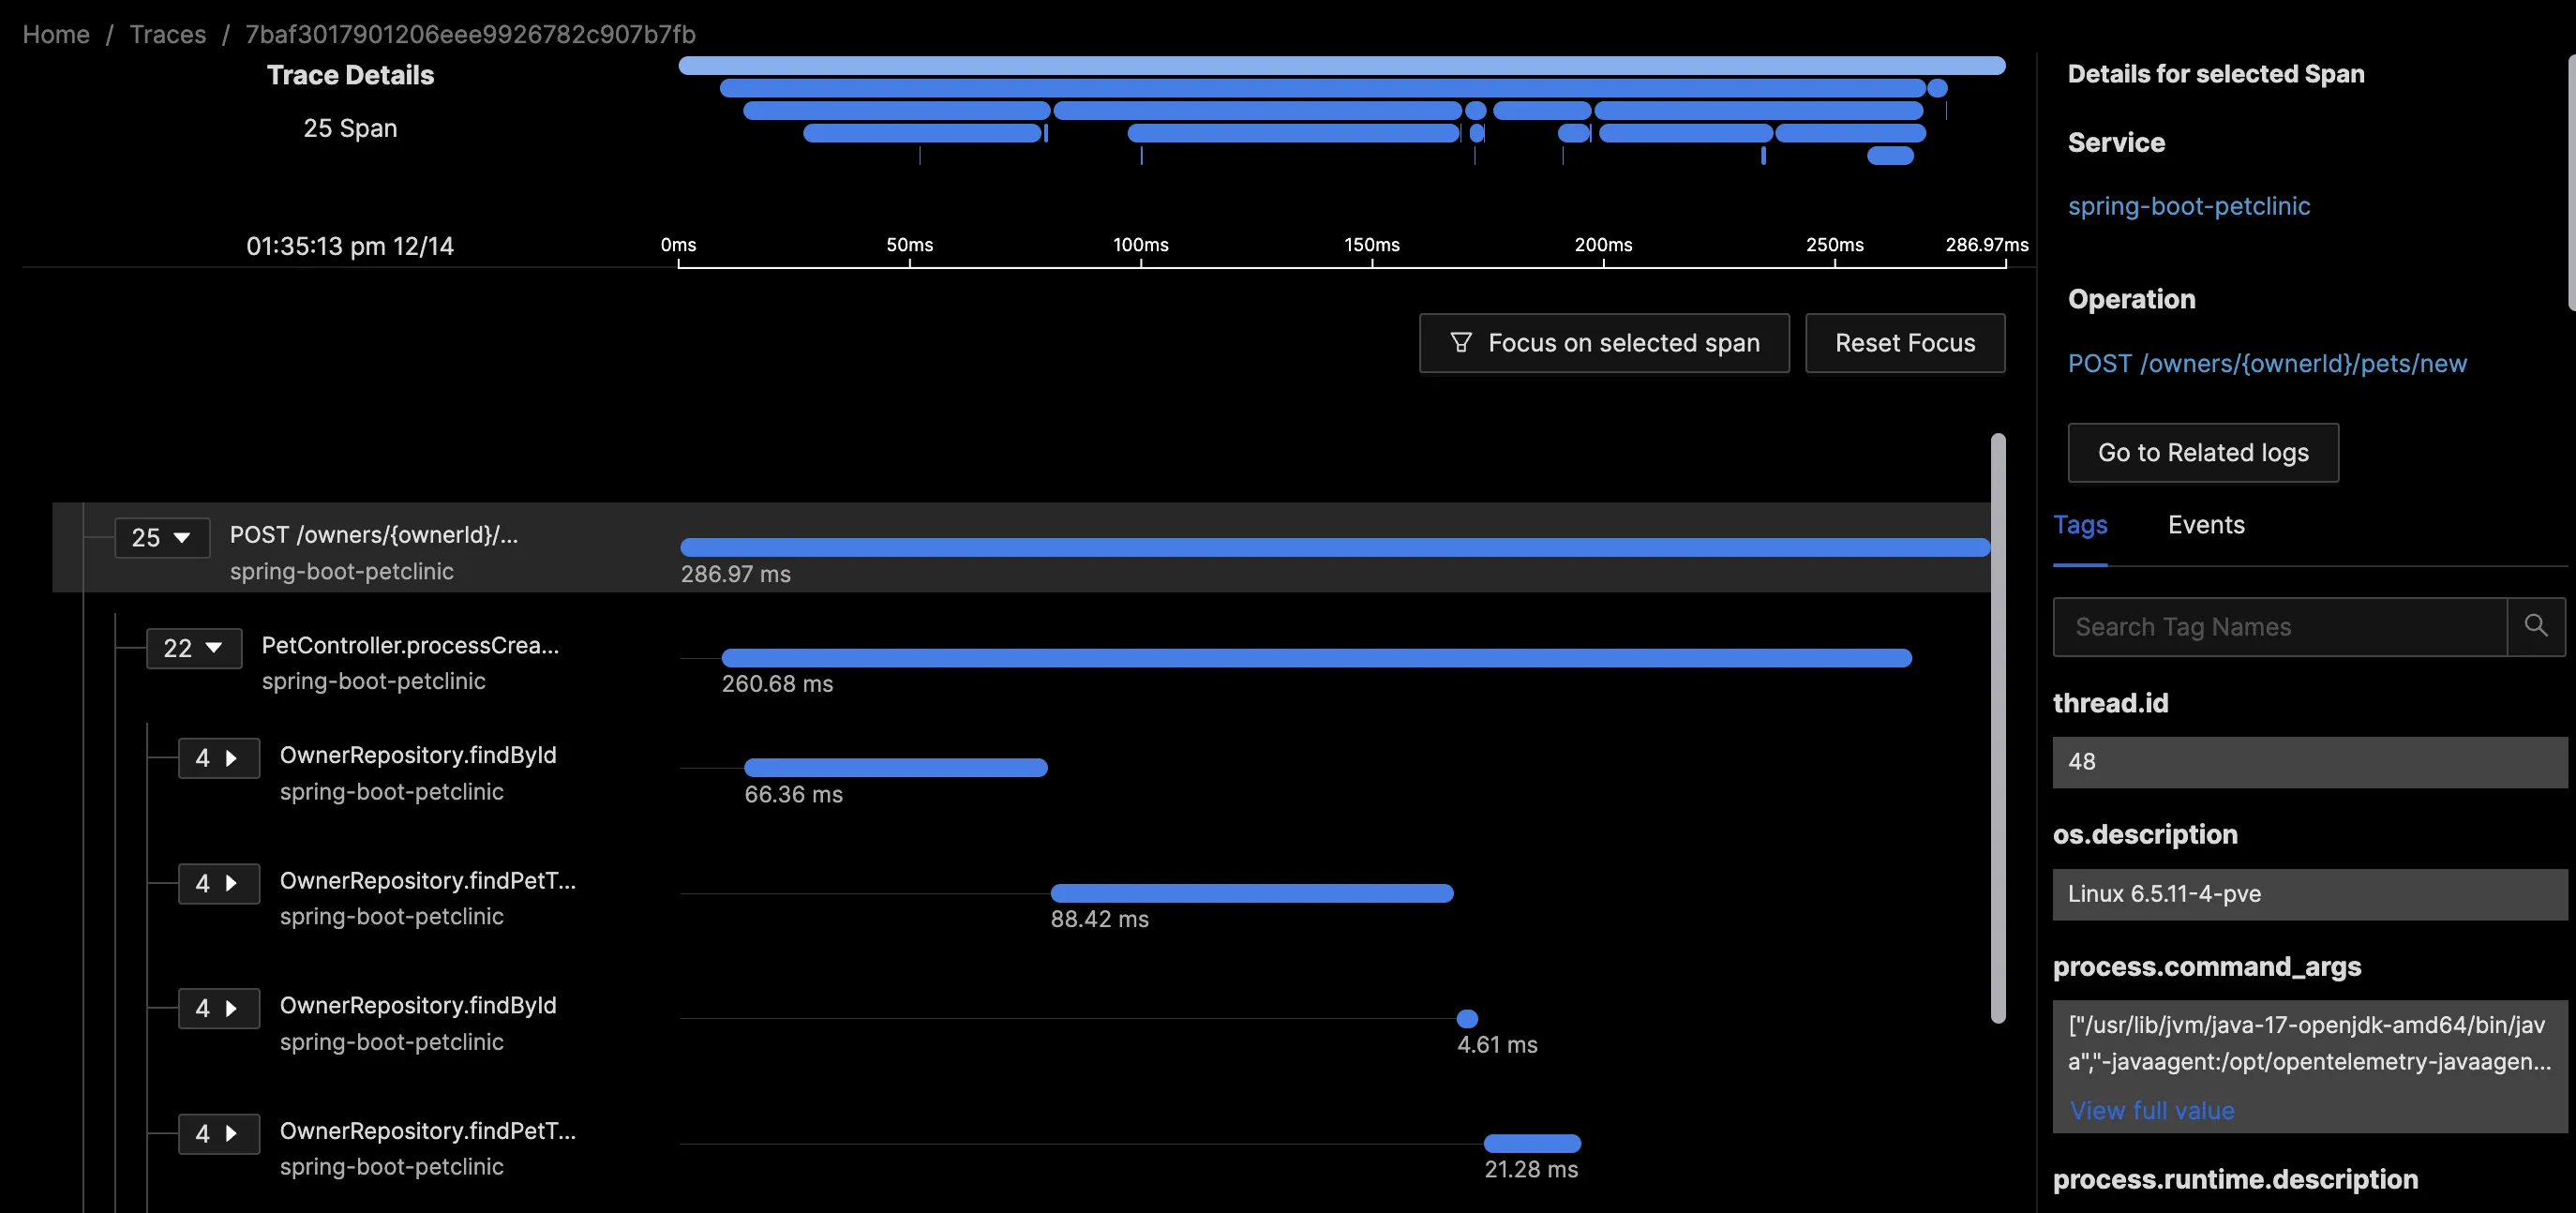 Home / Traces / 7baf3017901206eee9926782c907b7fb
Trace Details
25 Span
01:35:13 pm 12/14
0ms 50ms 100ms 150ms 200ms 250ms 286.97ms
Focus on selected span
Reset Focus
25 POST /owners/{ownerId}/...
spring-boot-petclinic
286.97 ms
22 PetController.processCrea...
spring-boot-petclinic
260.68 ms
4 OwnerRepository.findById
spring-boot-petclinic
66.36 ms
4 OwnerRepository.findPetT...
spring-boot-petclinic
88.42 ms
4 OwnerRepository.findById
spring-boot-petclinic
4.61 ms
4 OwnerRepository.findPetT...
spring-boot-petclinic
21.28 ms
Details for selected Span
Service
spring-boot-petclinic
Operation
POST /owners/{ownerId}/pets/new
Go to Related logs
Tags Events
Search Tag Names
thread.id
48
os.description
Linux 6.5.11-4-pve
process.command_args
["/usr/lib/jvm/java-17-openjdk-amd64/bin/jav
a","-javaagent:/opt/opentelemetry-javaagen...
View full value
process.runtime.description